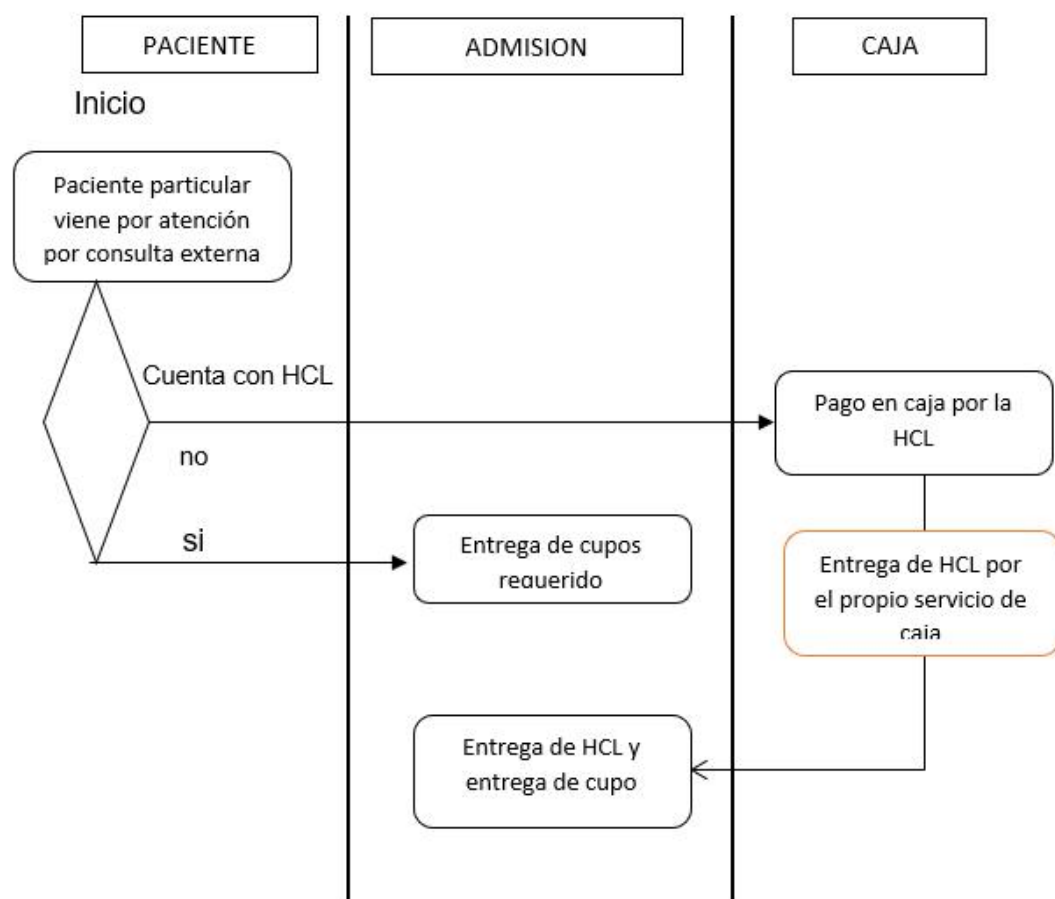 PACIENTE
ADMISION
CAJA
Inicio
Paciente particular
viene por atención
por consulta externa
Cuenta con HCL
no
si
Pago en caja por la
HCL
Entrega de cupos
requerido
Entrega de HCL por
el propio servicio de
caja
Entrega de HCL y
entrega de cupo